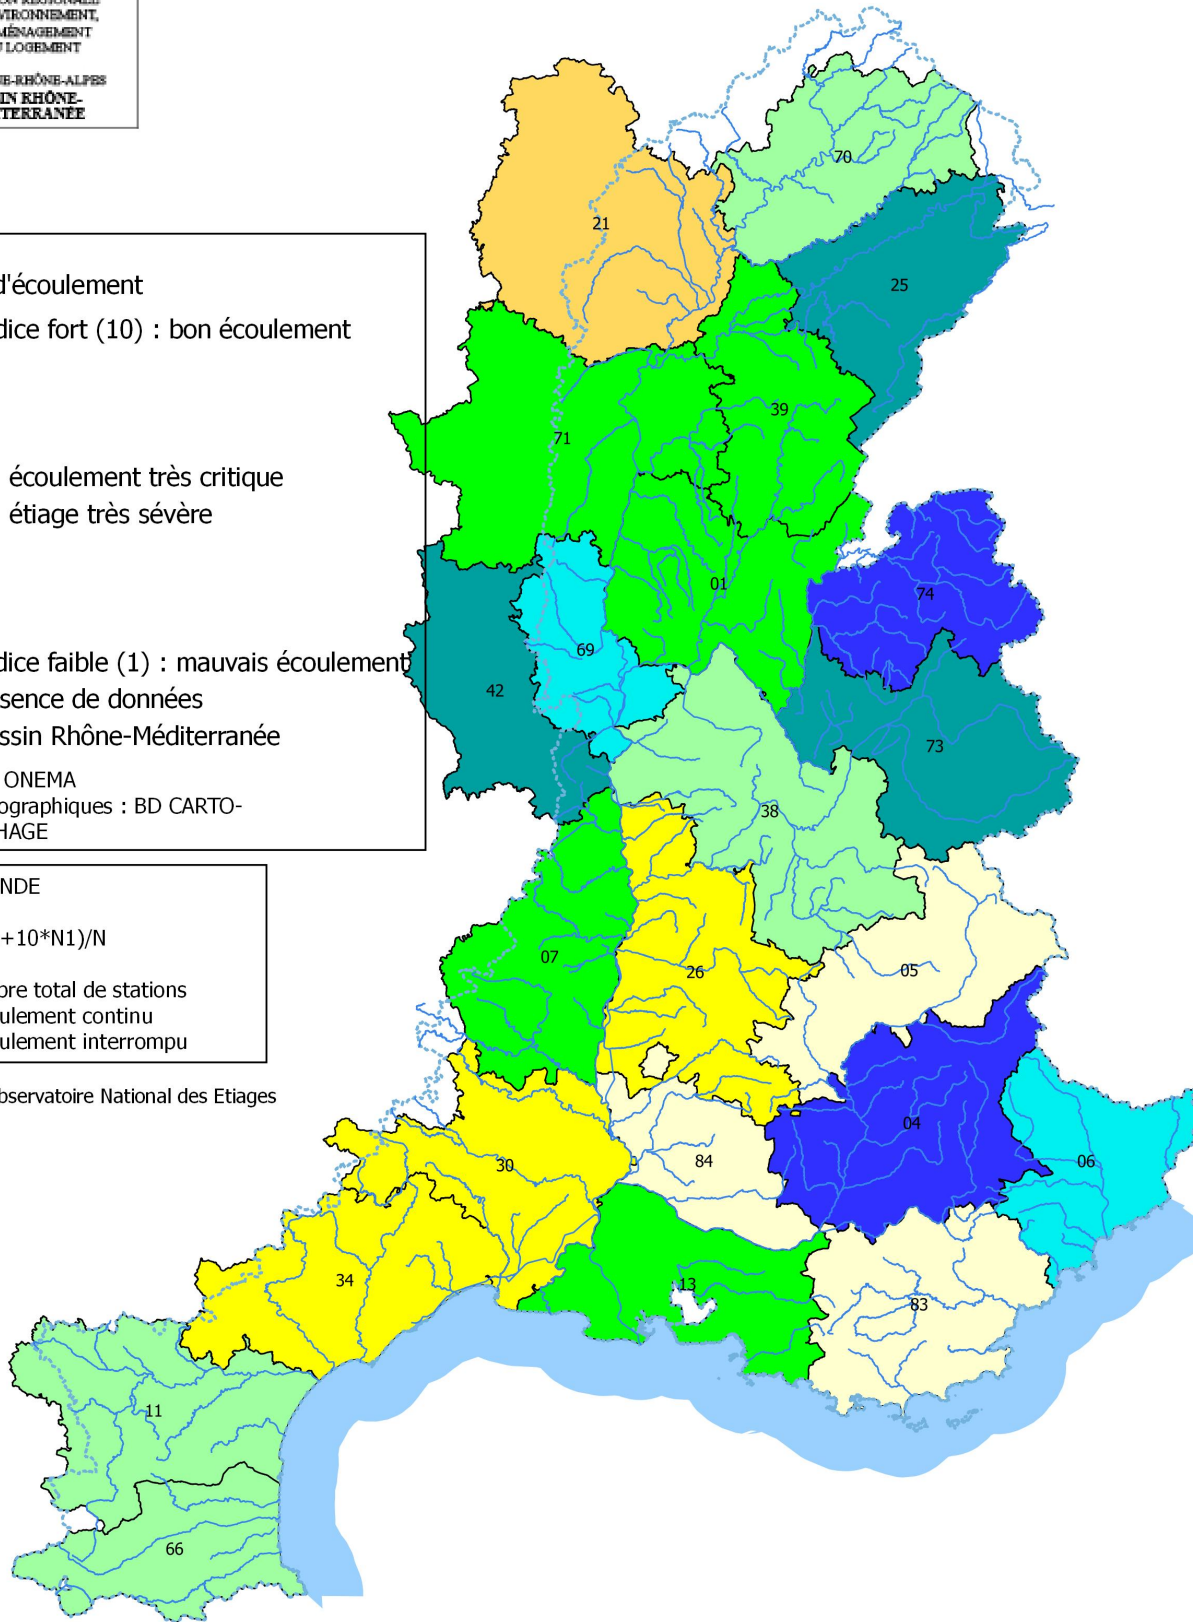 VIRONNEMENT,
MÉNAGEMENT
U LOGEMENT
E-RHÔNE-ALPES
IN RHÔNE-
TERRANÉE
d'écoulement
dice fort (10) : bon écoulement
écoulement très critique
étiage très sévère
dice faible (1) : mauvais écoulement
sence de données
ssin Rhône-Méditerranée
ONEMA
ographiques : BD CARTO-
HAGE
NDE
+10*N1)/N
bre total de stations
ulement continu
ulement interrompu
bservatoire National des Etiages
70
21
25
39
71
01
74
69
42
73
38
07
26
05
04
06
84
30
34
13
83
11
66